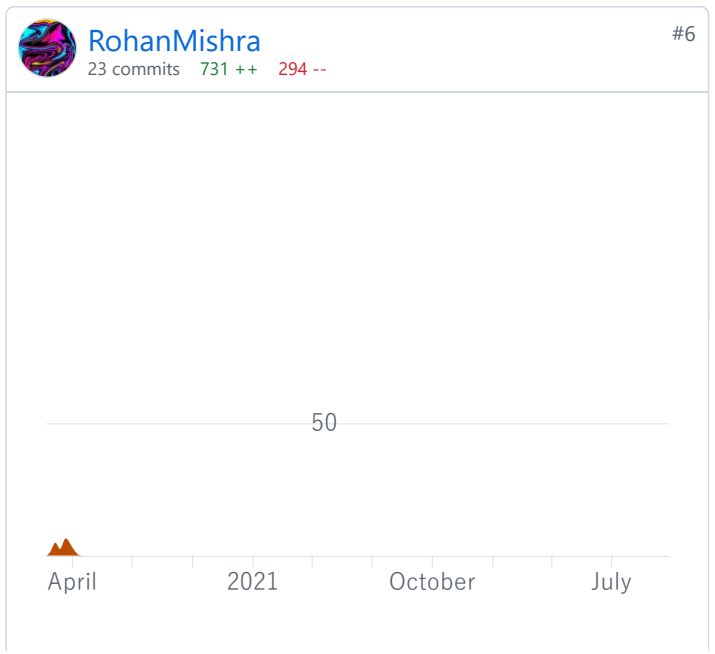 RohanMishra
#6
23 commits 731 ++ 294 --
50
April 2021 October July